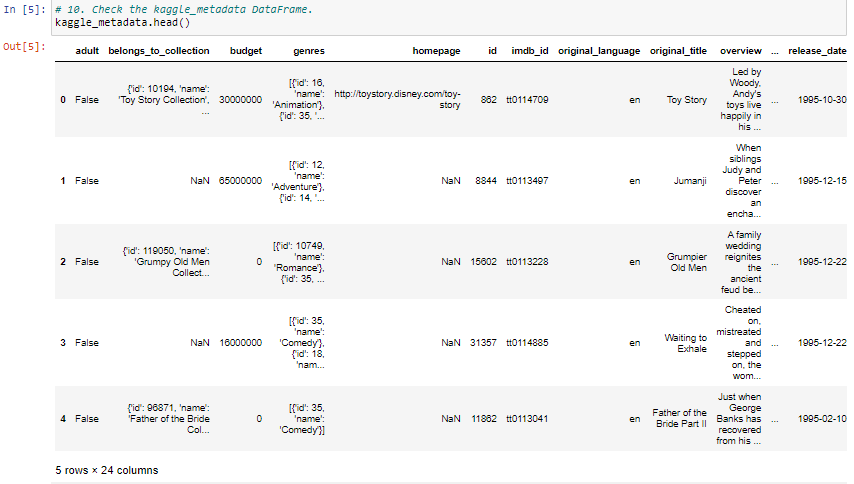 In [5]: # 10. Check the kaggle_metadata DataFrame.
kaggle_metadata.head()
Out[5]:
adult belongs_to_collection budget genres homepage id imdb_id original_language original_title overview ... release_date
0 False {'id': 10194, 'name': 'Toy Story Collection', ... 30000000 [{'id': 16, 'name': 'Animation'}, {'id': 35, '... http://toystory.disney.com/toy-story 862 tt0114709 en Toy Story Led by Woody, Andy's toys live happily in his ... ... 1995-10-30
1 False NaN 65000000 [{'id': 12, 'name': 'Adventure'}, {'id': 14, '... NaN 8844 tt0113497 en Jumanji When siblings Judy and Peter discover an encha... ... 1995-12-15
2 False {'id': 119050, 'name': 'Grumpy Old Men Collect... 0 [{'id': 10749, 'name': 'Romance'}, {'id': 35, ... NaN 15602 tt0113228 en Grumpier Old Men A family wedding reignites the ancient feud be... ... 1995-12-22
3 False NaN 16000000 [{'id': 35, 'name': 'Comedy'}, {'id': 18, 'nam... NaN 31357 tt0114885 en Waiting to Exhale Cheated on, mistreated and stepped on, the wom... ... 1995-12-22
4 False {'id': 96871, 'name': 'Father of the Bride Col... 0 [{'id': 35, 'name': 'Comedy'}] NaN 11862 tt0113041 en Father of the Bride Part II Just when George Banks has recovered from his ... ... 1995-02-10
5 rows × 24 columns